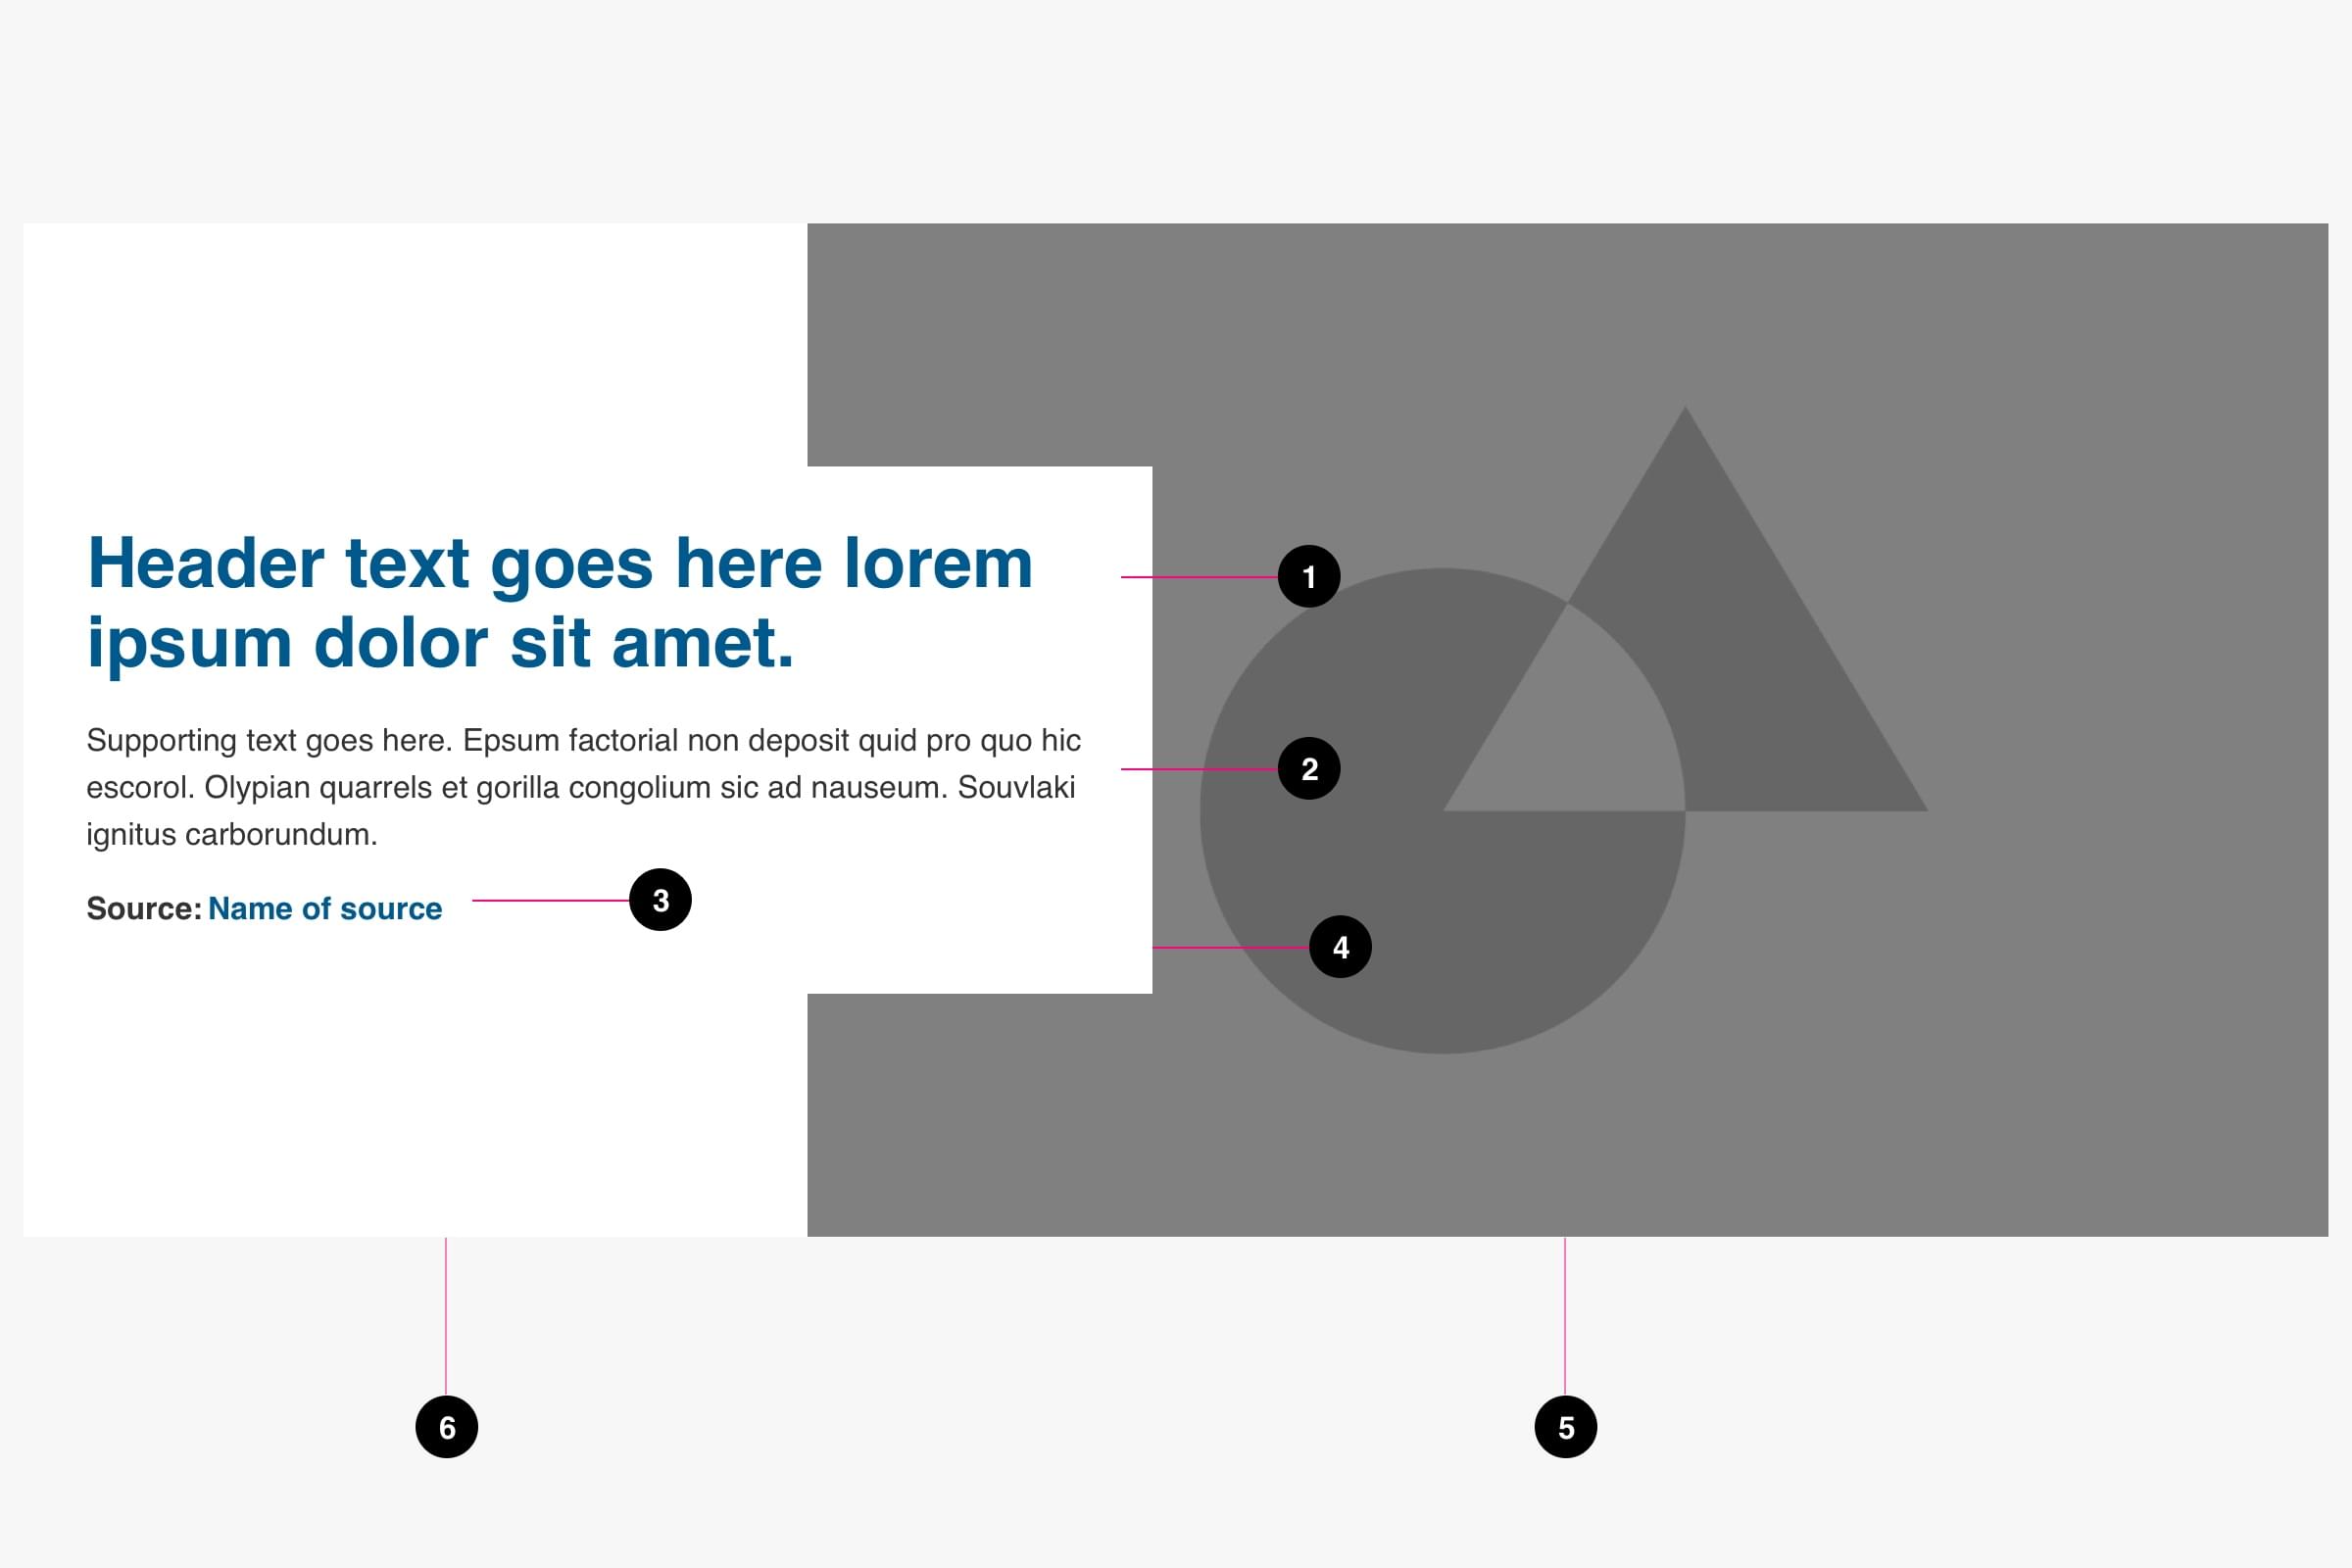 Header text goes here lorem
ipsum dolor sit amet.
1
Supporting text goes here. Epsum factorial non deposit quid pro quo hic
escorol. Olypian quarrels et gorilla congolium sic ad nauseum. Souvlaki
ignitus carborundum.
2
Source: Name of source
3
4
6
5